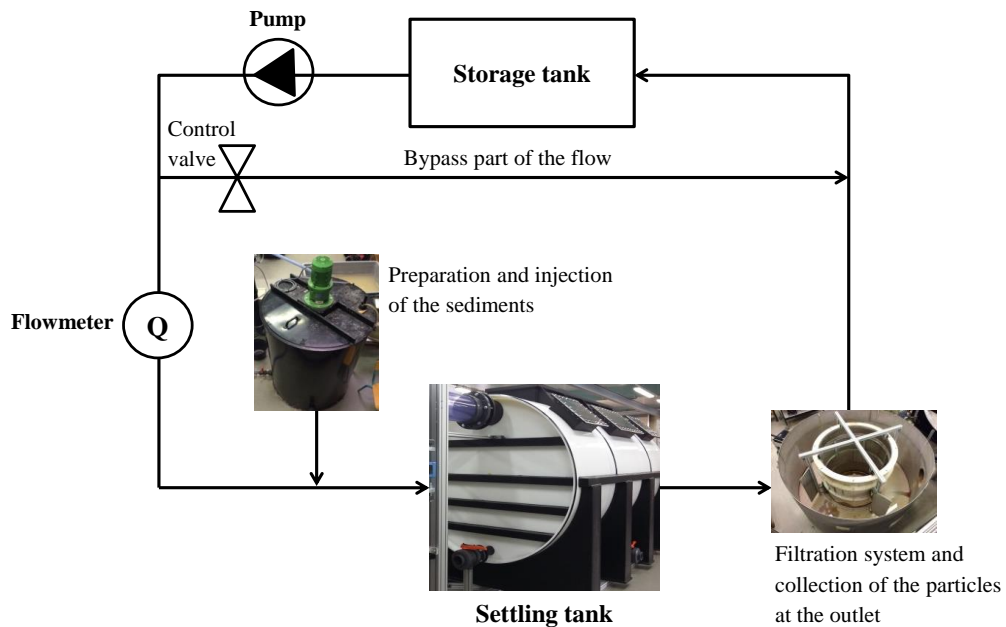 Pump
Storage tank
Control
valve
Bypass part of the flow
Preparation and injection
of the sediments
Flowmeter
Q
Settling tank
Filtration system and
collection of the particles
at the outlet